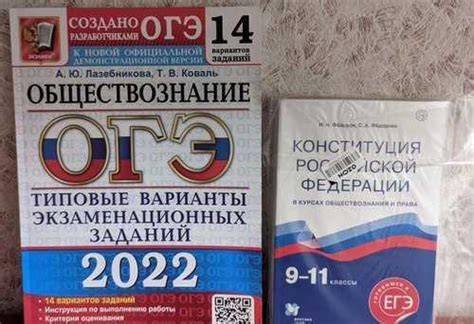 СОЗДАНО
РАЗРАБОТЧИКАМИ
ОГЭ
14
вариантов
заданий
К НОВОЙ ОФИЦИАЛЬНОЙ
ДЕМОНСТРАЦИОННОЙ ВЕРСИИ
ЭКЗАМЕН
А. Ю. Лазебникова, Т. В. Коваль
ОБЩЕСТВОЗНАНИЕ
ОГЭ
ТИПОВЫЕ ВАРИАНТЫ
ЭКЗАМЕНАЦИОННЫХ
ЗАДАНИЙ
2022
14 вариантов заданий
Инструкция по выполнению работы
Критерии оценивания
КОНСТИТУЦИЯ
РОССИЙСКОЙ
ФЕДЕРАЦИИ
В КУРСАХ ОБЩЕСТВОЗНАНИЯ И ПРАВА
9–11 классы
ЕГЭ